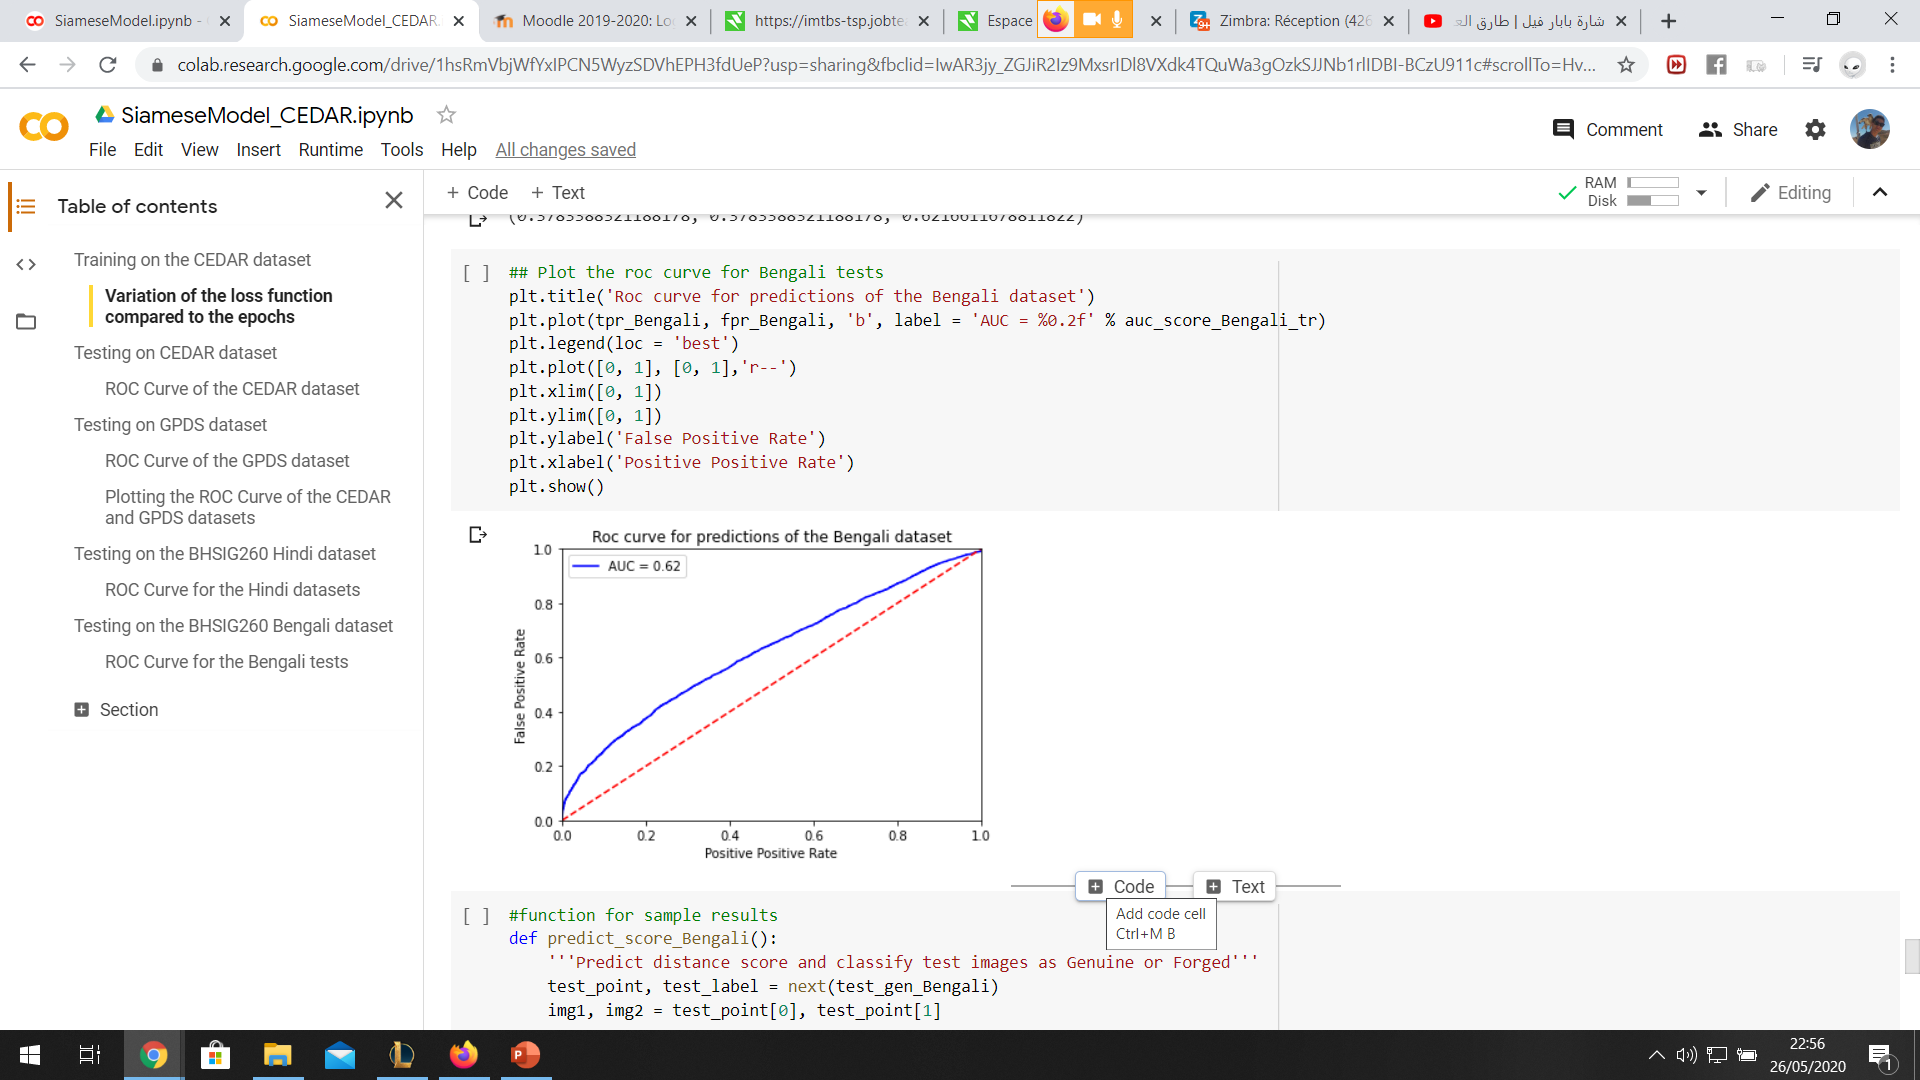 SiameseModel.ipynb -
SiameseModel_CEDAR.
Moodle 2019-2020: Lo
https://imtbs-tsp.jobte
Espace
Zimbra: Réception (426
شارة بابار فيل | طارق الع
colab.research.google.com/drive/1hsRmVbjWfYxIPCN5WyzSDVhEPH3fdUeP?usp=sharing&fbclid=IwAR3jy_ZGJiR2Iz9MxsrIDl8VXdk4TQuWa3gOzkSJJNb1rlIDBI-BCzU911c#scrollTo=Hv...
SiameseModel_CEDAR.ipynb
Comment
Share
File Edit View Insert Runtime Tools Help All changes saved
Table of contents
+ Code + Text
RAM
Disk
Editing
Training on the CEDAR dataset
Variation of the loss function
compared to the epochs
Testing on CEDAR dataset
ROC Curve of the CEDAR dataset
Testing on GPDS dataset
ROC Curve of the GPDS dataset
Plotting the ROC Curve of the CEDAR
and GPDS datasets
Testing on the BHSIG260 Hindi dataset
ROC Curve for the Hindi datasets
Testing on the BHSIG260 Bengali dataset
ROC Curve for the Bengali tests
Section
(0.3783388321188178, 0.3783388321188178, 0.6216611678811822)
[ ] ## Plot the roc curve for Bengali tests
plt.title('Roc curve for predictions of the Bengali dataset')
plt.plot(tpr_Bengali, fpr_Bengali, 'b', label = 'AUC = %0.2f' % auc_score_Bengali_tr)
plt.legend(loc = 'best')
plt.plot([0, 1], [0, 1],'r--')
plt.xlim([0, 1])
plt.ylim([0, 1])
plt.ylabel('False Positive Rate')
plt.xlabel('Positive Positive Rate')
plt.show()
Roc curve for predictions of the Bengali dataset
AUC = 0.62
1.0
0.8
0.6
0.4
0.2
0.0
False Positive Rate
0.0 0.2 0.4 0.6 0.8 1.0
Positive Positive Rate
Code
Text
Add code cell
Ctrl+M B
[ ] #function for sample results
def predict_score_Bengali():
'''Predict distance score and classify test images as Genuine or Forged'''
test_point, test_label = next(test_gen_Bengali)
img1, img2 = test_point[0], test_point[1]
22:56
26/05/2020
1